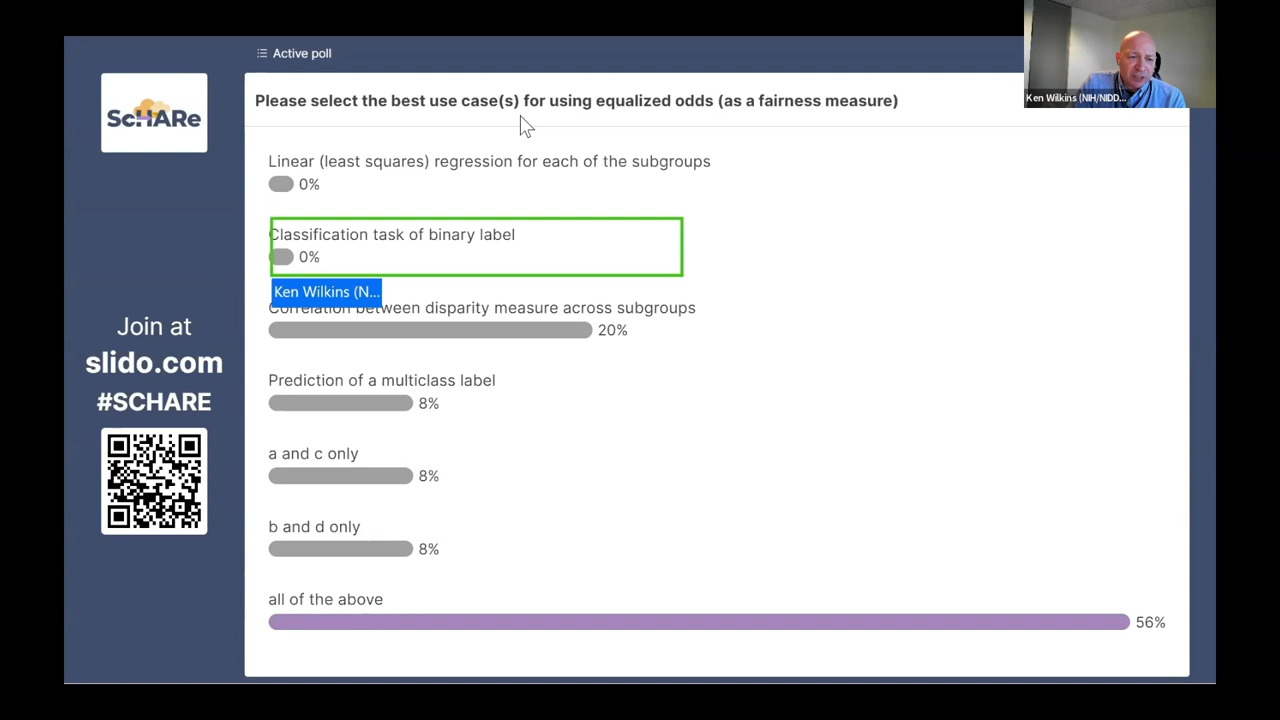 Active poll
ScHARe
Please select the best use case(s) for using equalized odds (as a fairness measure)
Ken Wilkins (NIH/NIDD...
Linear (least squares) regression for each of the subgroups
0%
Classification task of binary label
0%
Ken Wilkins (N...
Correlation between disparity measure across subgroups
20%
Prediction of a multiclass label
8%
a and c only
8%
b and d only
8%
all of the above
56%
Join at
slido.com
#SCHARE